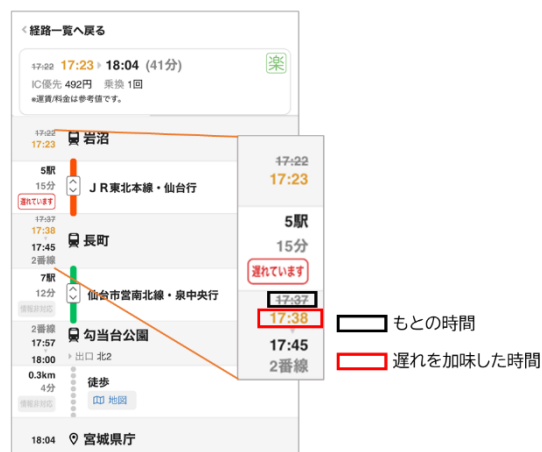 <経路一覧へ戻る
17:22 17:23 ▸ 18:04 (41分)
楽
IC優先 492円 乗換 1回
※運賃/料金は参考値です。
17:22
17:23
岩沼
5駅
15分
遅れています
JR東北本線・仙台行
17:37
17:38
17:45
2番線
長町
7駅
12分
情報非対応
仙台市営南北線・泉中央行
2番線
17:57
18:00
勾当台公園
出口 北2
0.3km
4分
情報非対応
徒歩
地図
18:04
宮城県庁
17:22
17:23
5駅
15分
遅れています
17:37
17:38
17:45
2番線
もとの時間
遅れを加味した時間